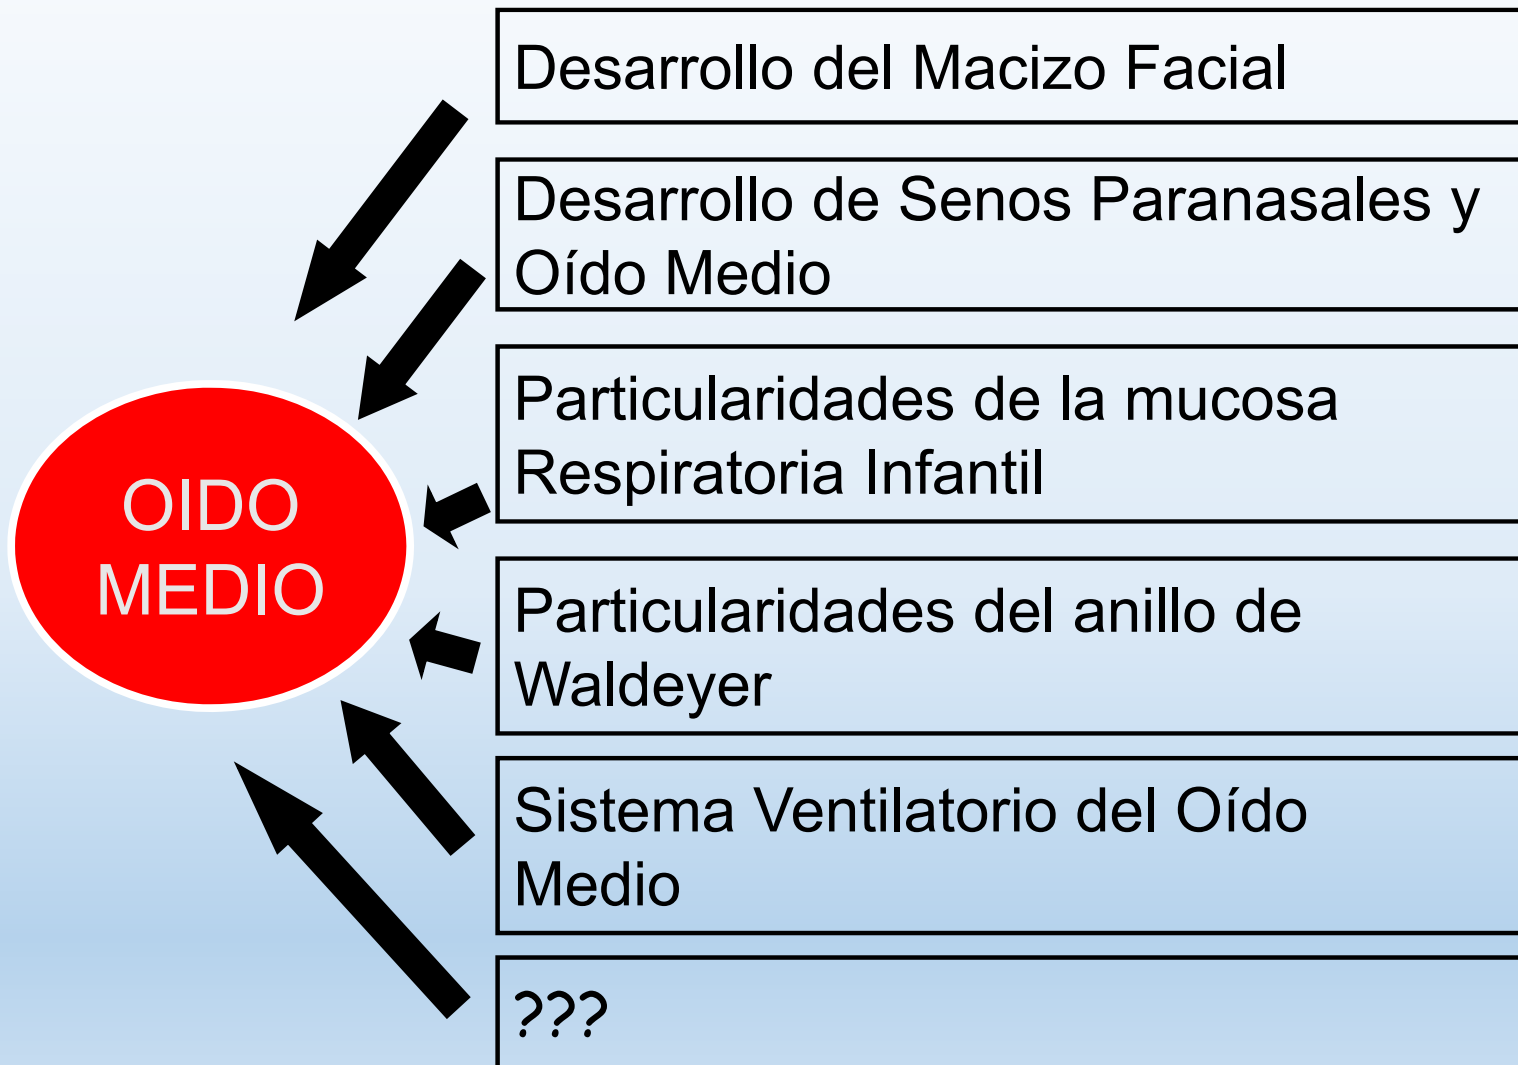 Desarrollo del Macizo Facial
Desarrollo de Senos Paranasales y
Oído Medio
Particularidades de la mucosa
Respiratoria Infantil
OIDO
MEDIO
Particularidades del anillo de
Waldeyer
Sistema Ventilatorio del Oído
Medio
???